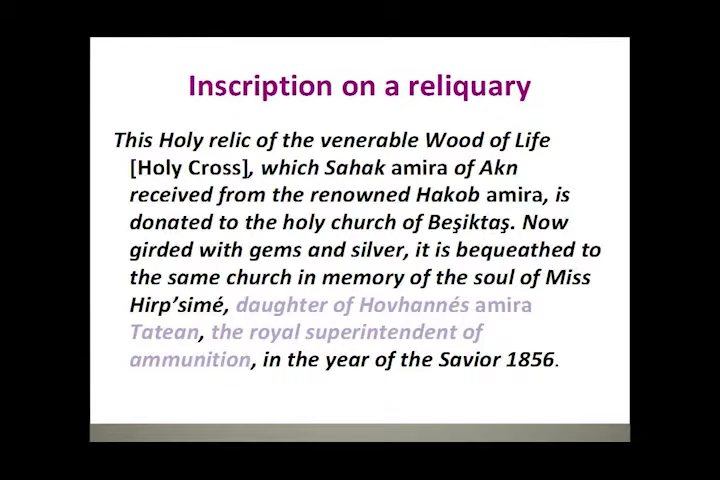 Inscription on a reliquary
This Holy relic of the venerable Wood of Life
[Holy Cross], which Sahak amira of Akn
received from the renowned Hakob amira, is
donated to the holy church of Beşiktaş. Now
girded with gems and silver, it is bequeathed to
the same church in memory of the soul of Miss
Hirp’simé, daughter of Hovhannés amira
Tatean, the royal superintendent of
ammunition, in the year of the Savior 1856.